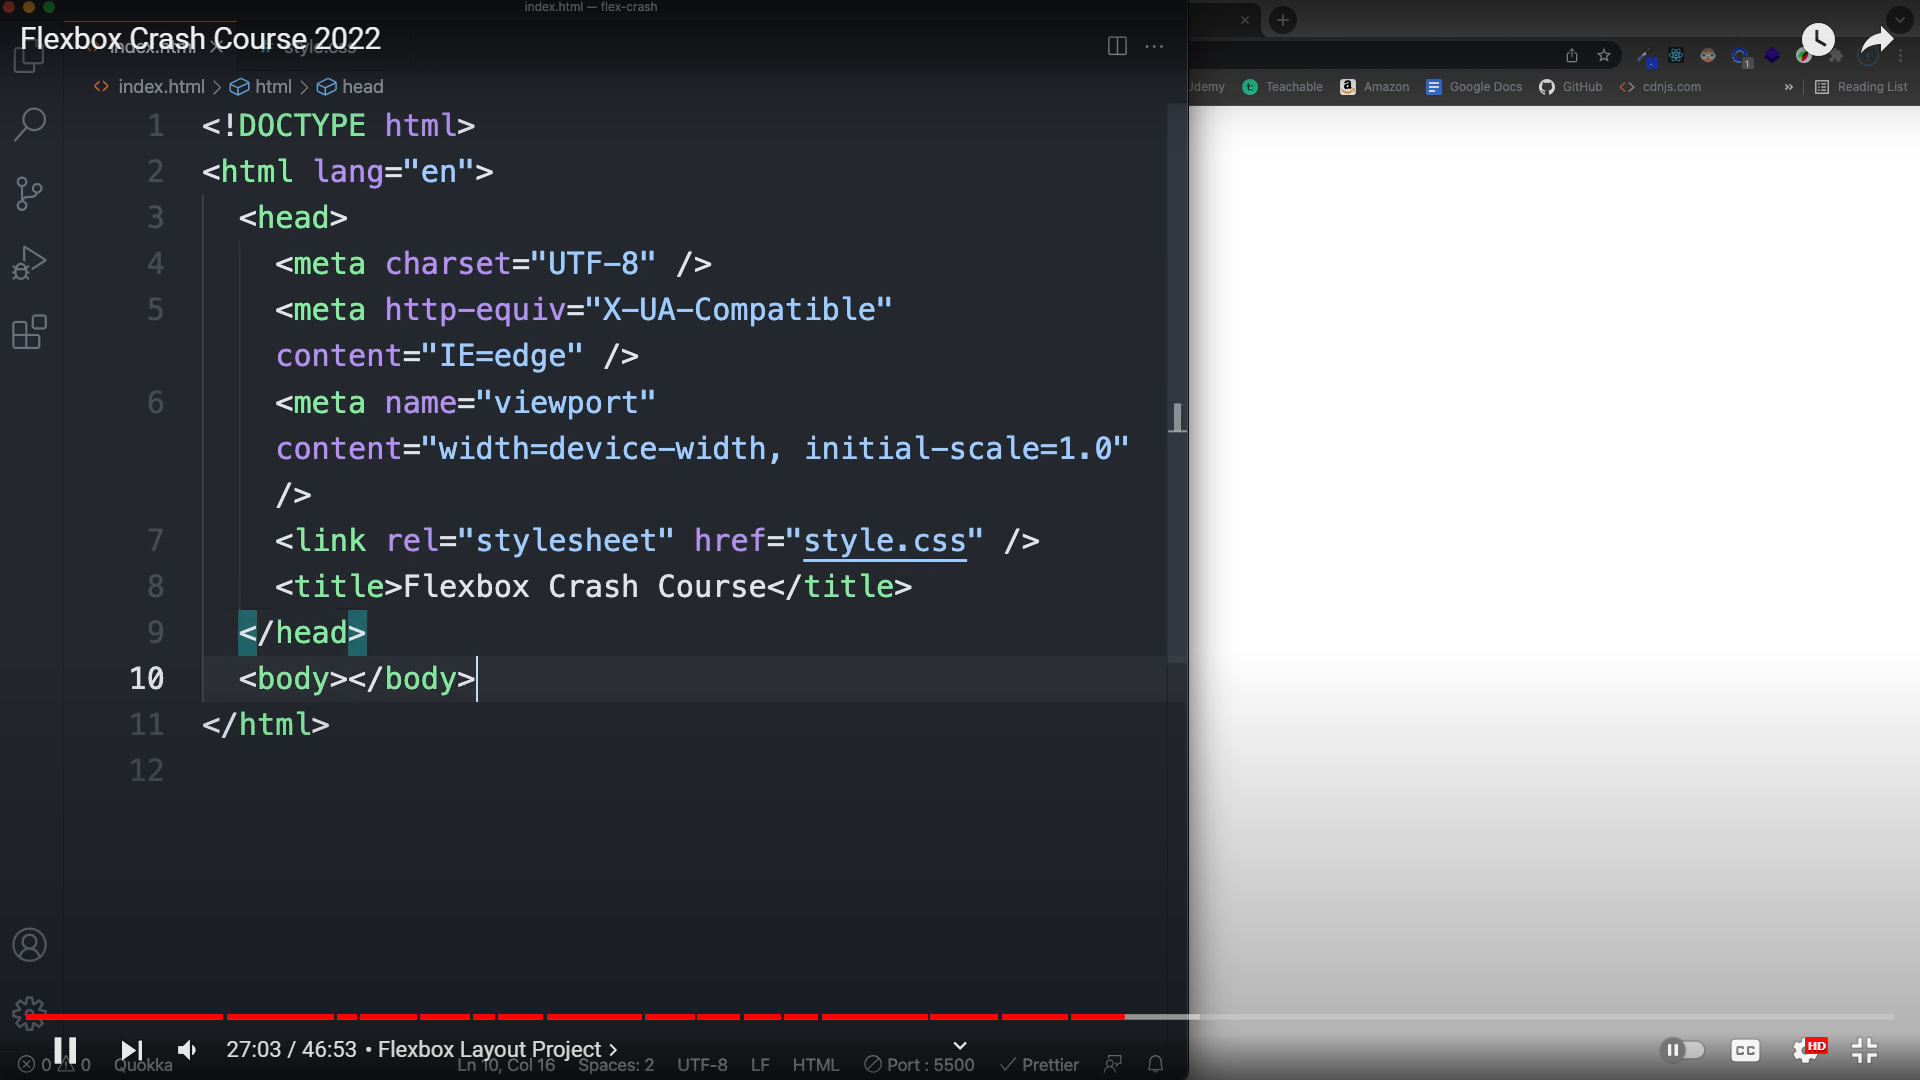 index.html — flex-crash
Flexbox Crash Course 2022
index.html style.css
index.html > html > head
Udemy Teachable Amazon Google Docs GitHub cdnjs.com » Reading List
1 <!DOCTYPE html>
2 <html lang="en">
3 <head>
4 <meta charset="UTF-8" />
5 <meta http-equiv="X-UA-Compatible"
content="IE=edge" />
6 <meta name="viewport"
content="width=device-width, initial-scale=1.0"
/>
7 <link rel="stylesheet" href="style.css" />
8 <title>Flexbox Crash Course</title>
9 </head>
10 <body></body>
11 </html>
12
27:03 / 46:53 • Flexbox Layout Project >
CC HD
0 0 Quokka Ln 10, Col 16 Spaces: 2 UTF-8 LF HTML Port : 5500 Prettier